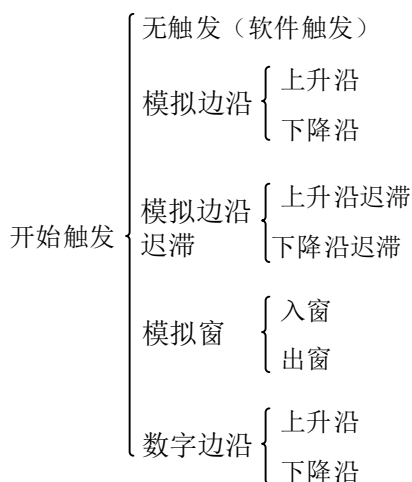 无触发（软件触发）
模拟边沿
上升沿
下降沿
开始触发
模拟边沿
迟滞
上升沿迟滞
下降沿迟滞
模拟窗
入窗
出窗
数字边沿
上升沿
下降沿